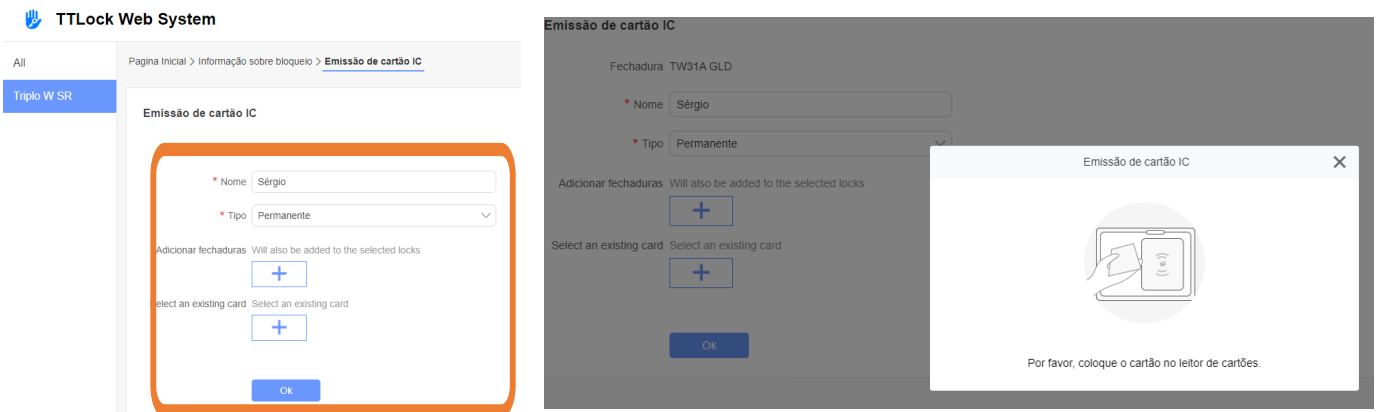 TTLock Web System
All
Triplo W SR
Pagina Inicial > Informação sobre bloqueio > Emissão de cartão IC
Emissão de cartão IC
* Nome Sérgio
* Tipo Permanente
Adicionar fechaduras Will also be added to the selected locks
+
Select an existing card Select an existing card
+
Ok
Emissão de cartão IC
Fechadura TW31A GLD
* Nome Sérgio
* Tipo Permanente
Adicionar fechaduras Will also be added to the selected locks
+
Select an existing card Select an existing card
+
Ok
Emissão de cartão IC
Por favor, coloque o cartão no leitor de cartões.